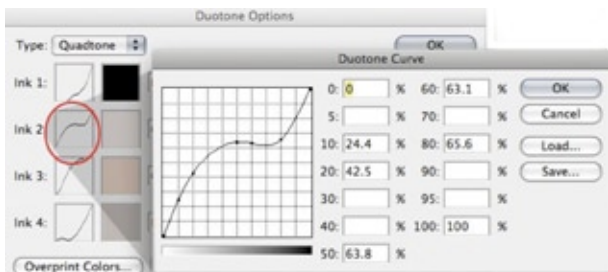 Duotone Options
Type: Quadtone
OK
Ink 1:
Ink 2
Ink 3:
Ink 4:
Overprint Colors...
Duotone Curve
0: 0 % 60: 63.1 % OK
5: % 70: % Cancel
10: 24.4 % 80: 65.6 % Load...
20: 42.5 % 90: % Save...
30: % 95: %
40: % 100: 100 %
50: 63.8 %